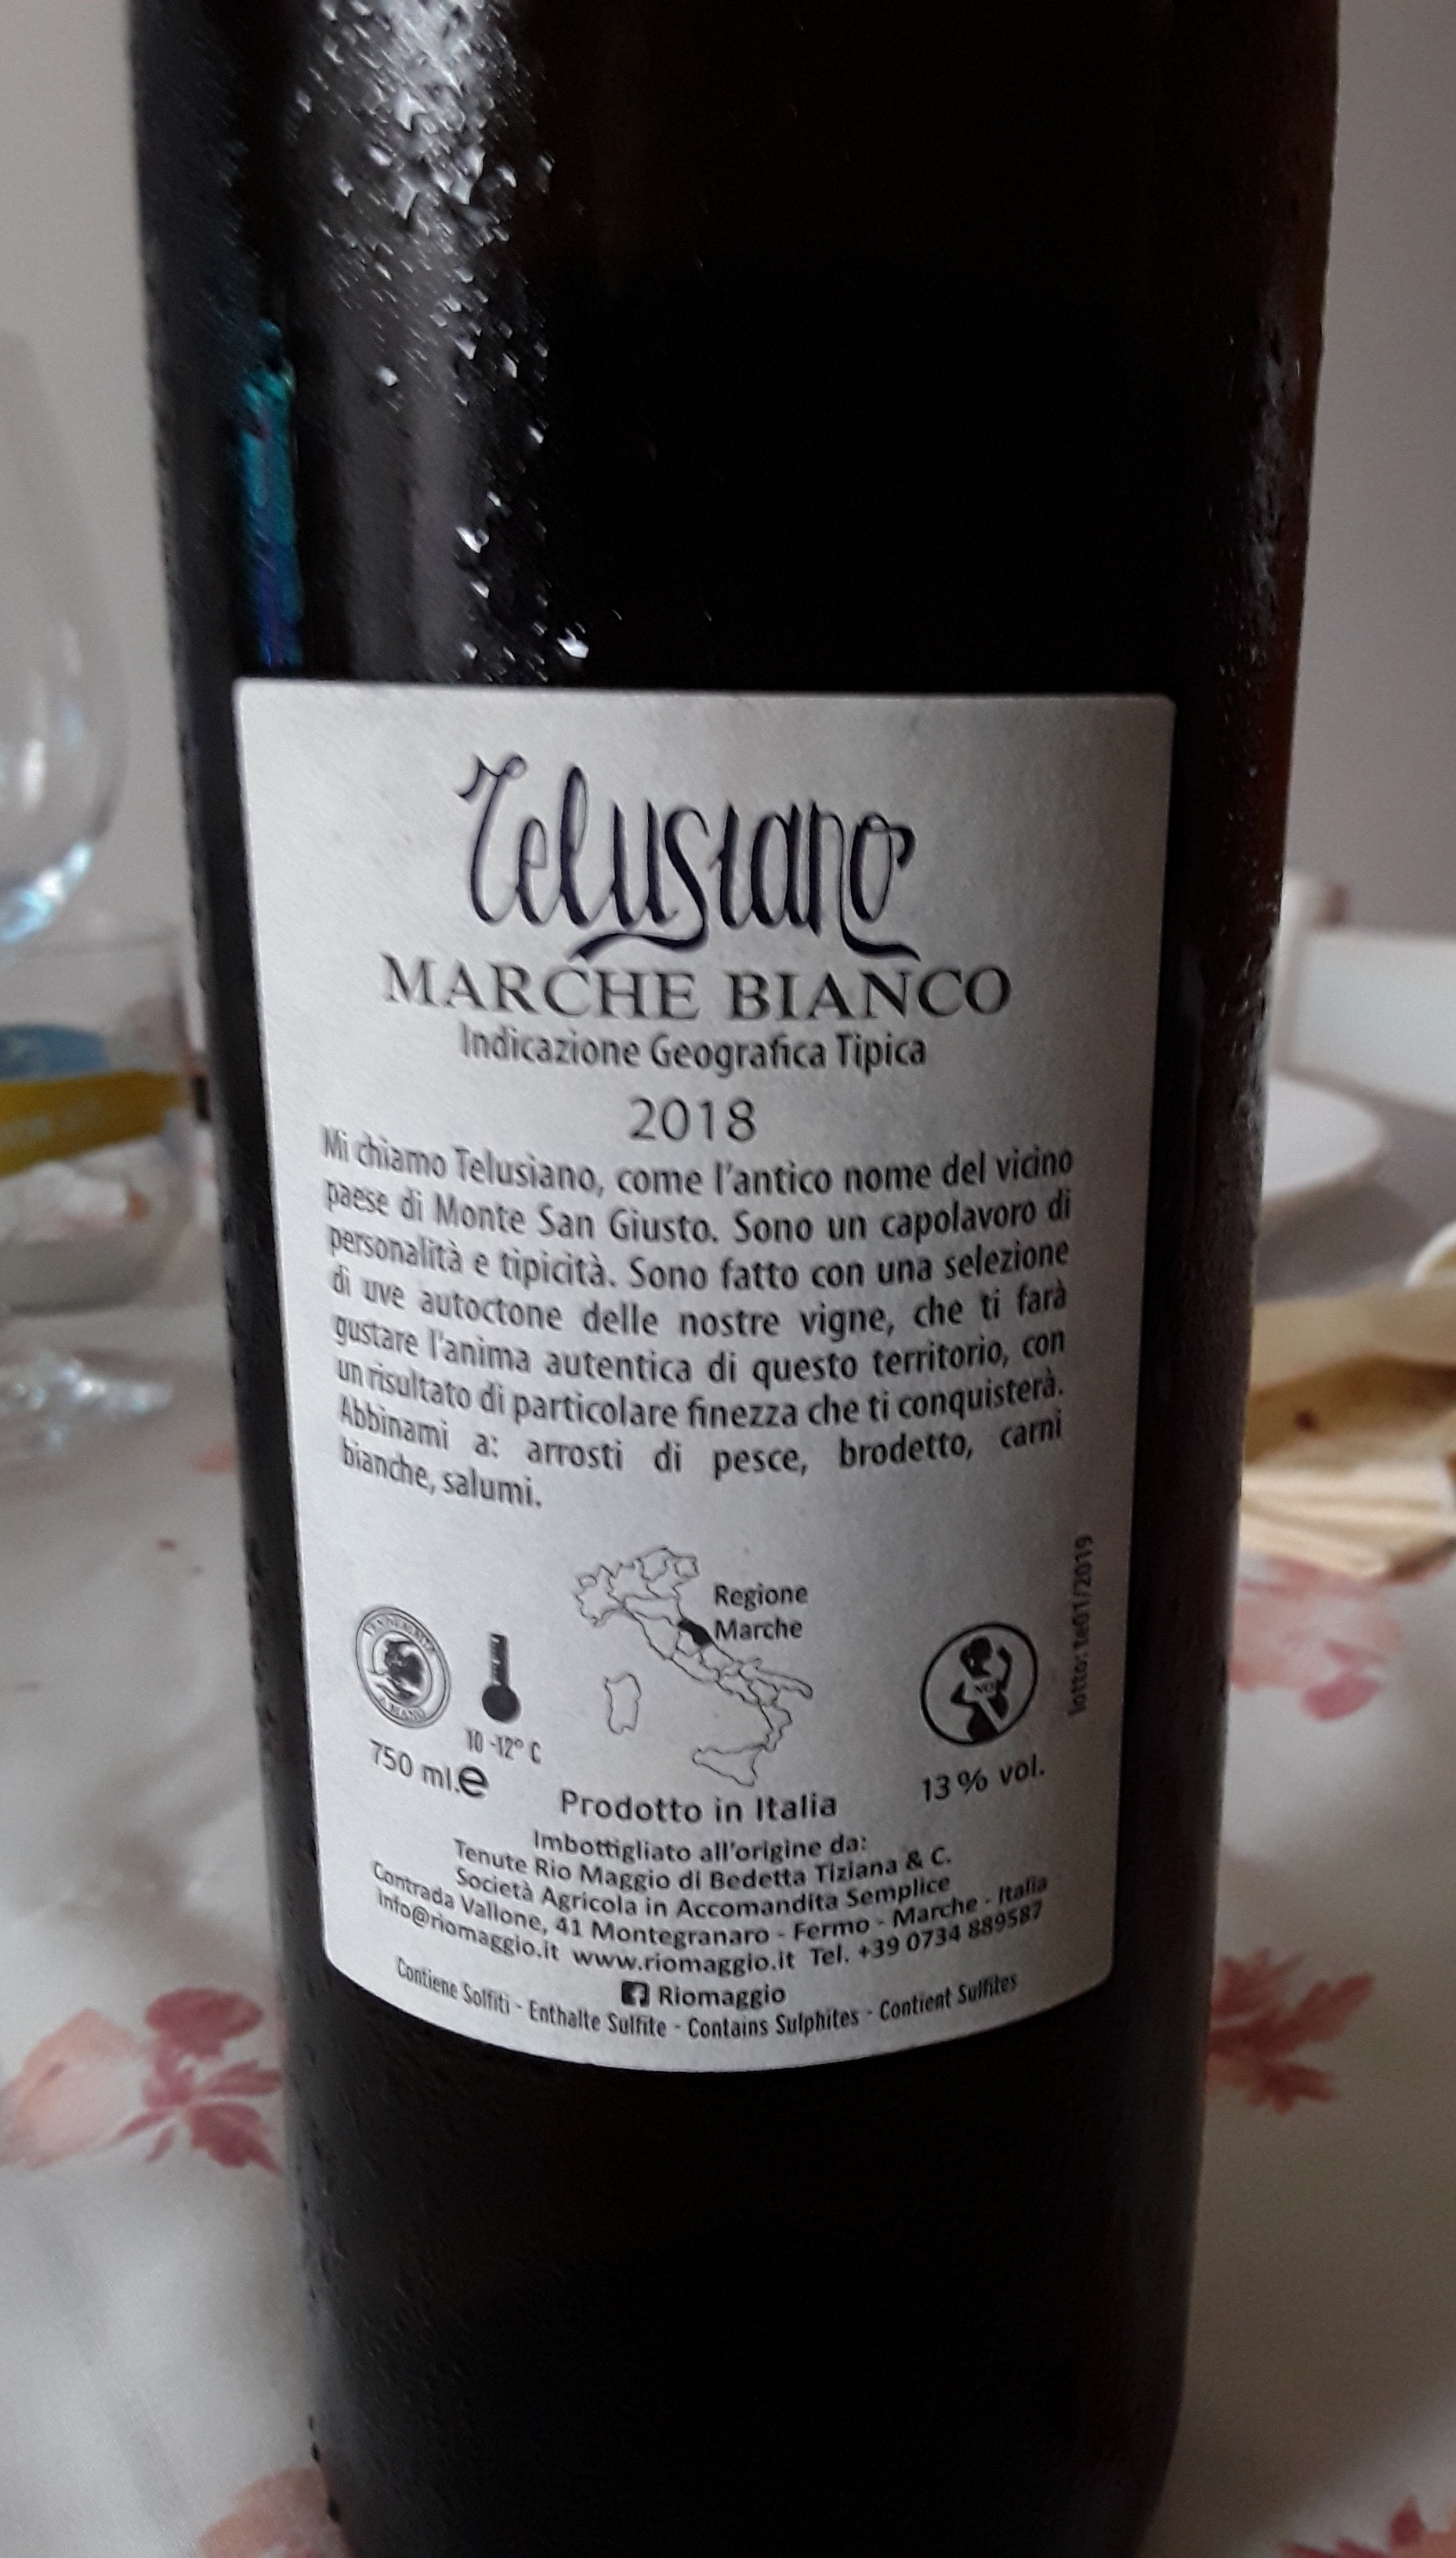 Telusiano
MARCHE BIANCO
Indicazione Geografica Tipica
2018
Mi chiamo Telusiano, come l'antico nome del vicino
paese di Monte San Giusto. Sono un capolavoro di
personalità e tipicità. Sono fatto con una selezione
di uve autoctone delle nostre vigne, che ti farà
gustare l'anima autentica di questo territorio, con
un risultato di particolare finezza che ti conquisterà.
Abbinami a: arrosti di pesce, brodetto, carni
bianche, salumi.
Regione
Marche
NO
lotto: te01/2019
10 -12° C
750 ml.e
13 % vol.
Prodotto in Italia
Imbottigliato all'origine da:
Tenute Rio Maggio di Bedetta Tiziana & C.
Società Agricola in Accomandita Semplice
Contrada Vallone, 41 Montegranaro - Fermo - Marche - Italia
info@riomaggio.it www.riomaggio.it Tel. +39 0734 889587
Riomaggio
Contiene Solfiti - Enthalte Sulfite - Contains Sulphites - Contient Sulfites